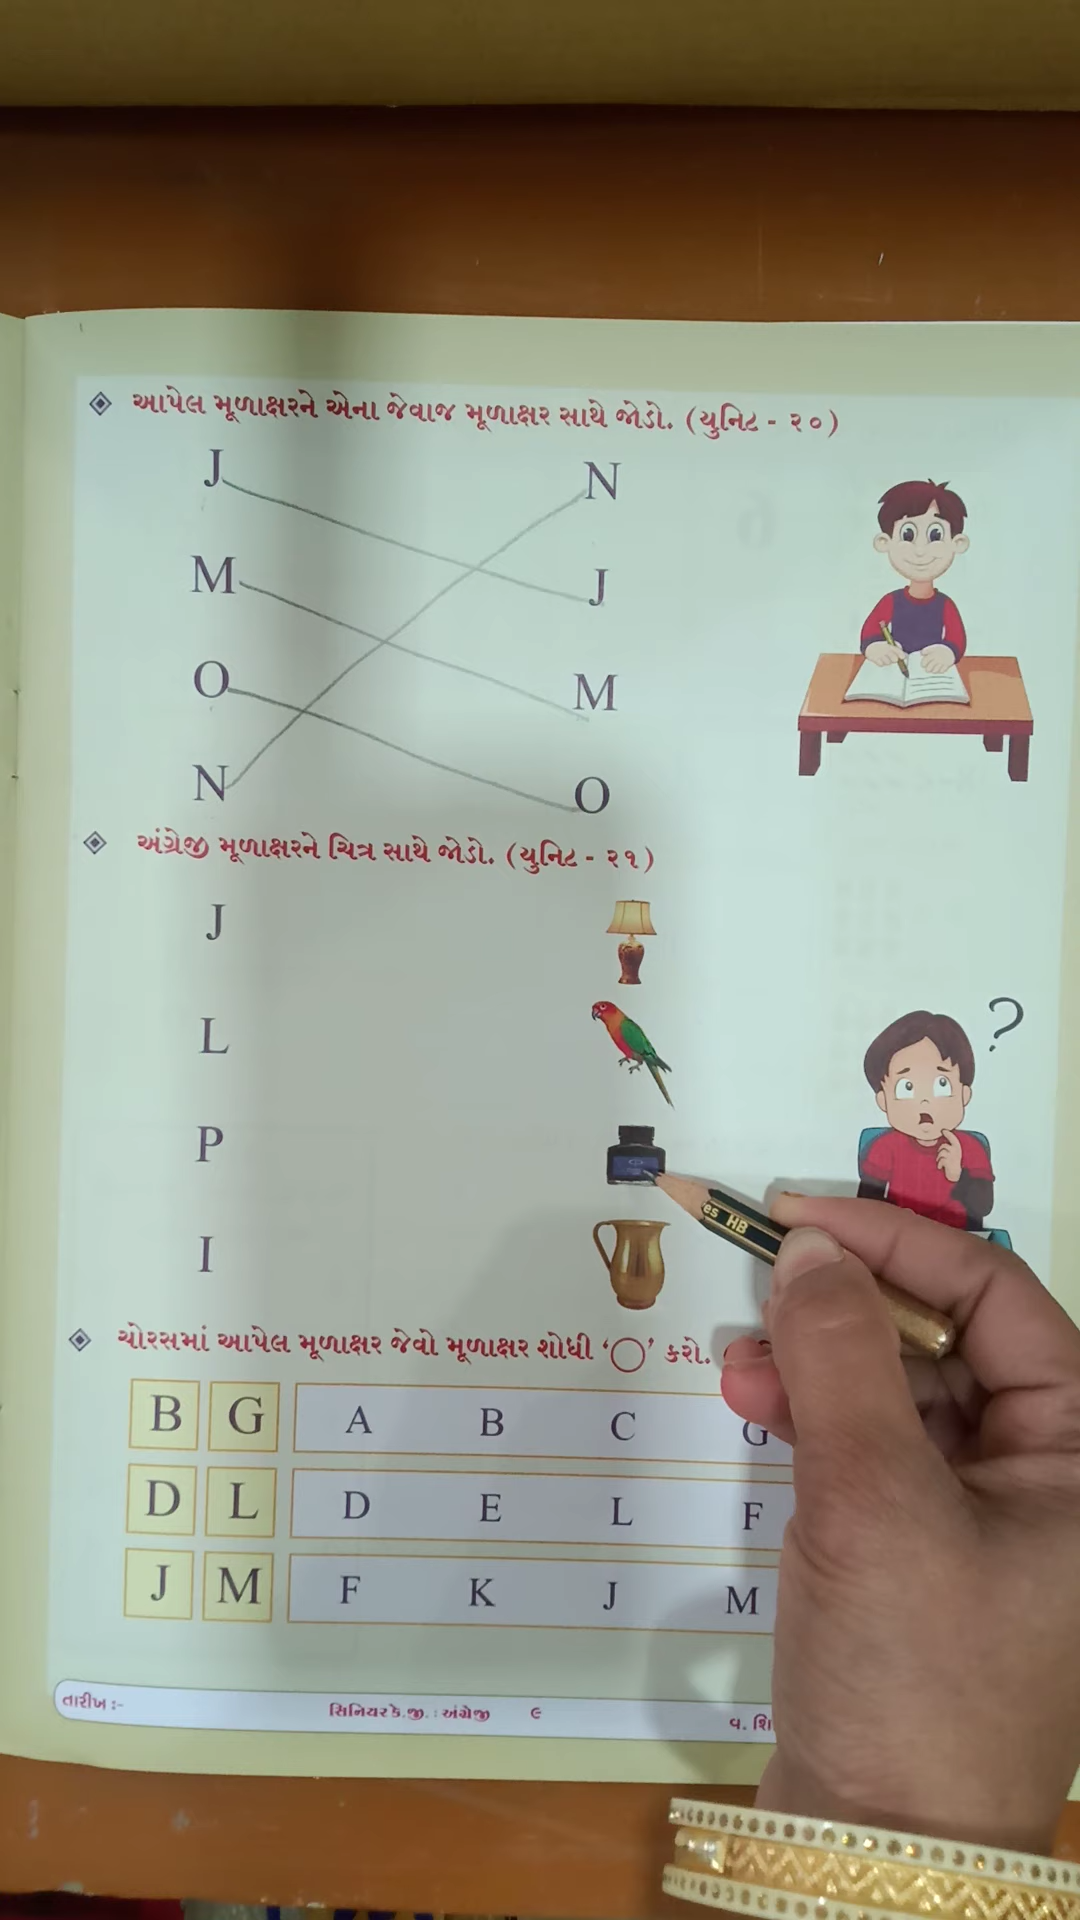 આપેલ મૂળાક્ષરને એના જેવાજ મૂળાક્ષર સાથે જોડો. (યુનિટ - ૨૦)
J N
M J
O M
N O
અંગ્રેજી મૂળાક્ષરને ચિત્ર સાથે જોડો. (યુનિટ - ૨૧)
J
L
?
P
I
es HB
ચોરસમાં આપેલ મૂળાક્ષર જેવો મૂળાક્ષર શોધી ‘◯’ કરો.
B G A B C G
D L D E L F
J M F K J M
તારીખ :- સિનિયર કે.જી. : અંગ્રેજી ૯ વ. શિ